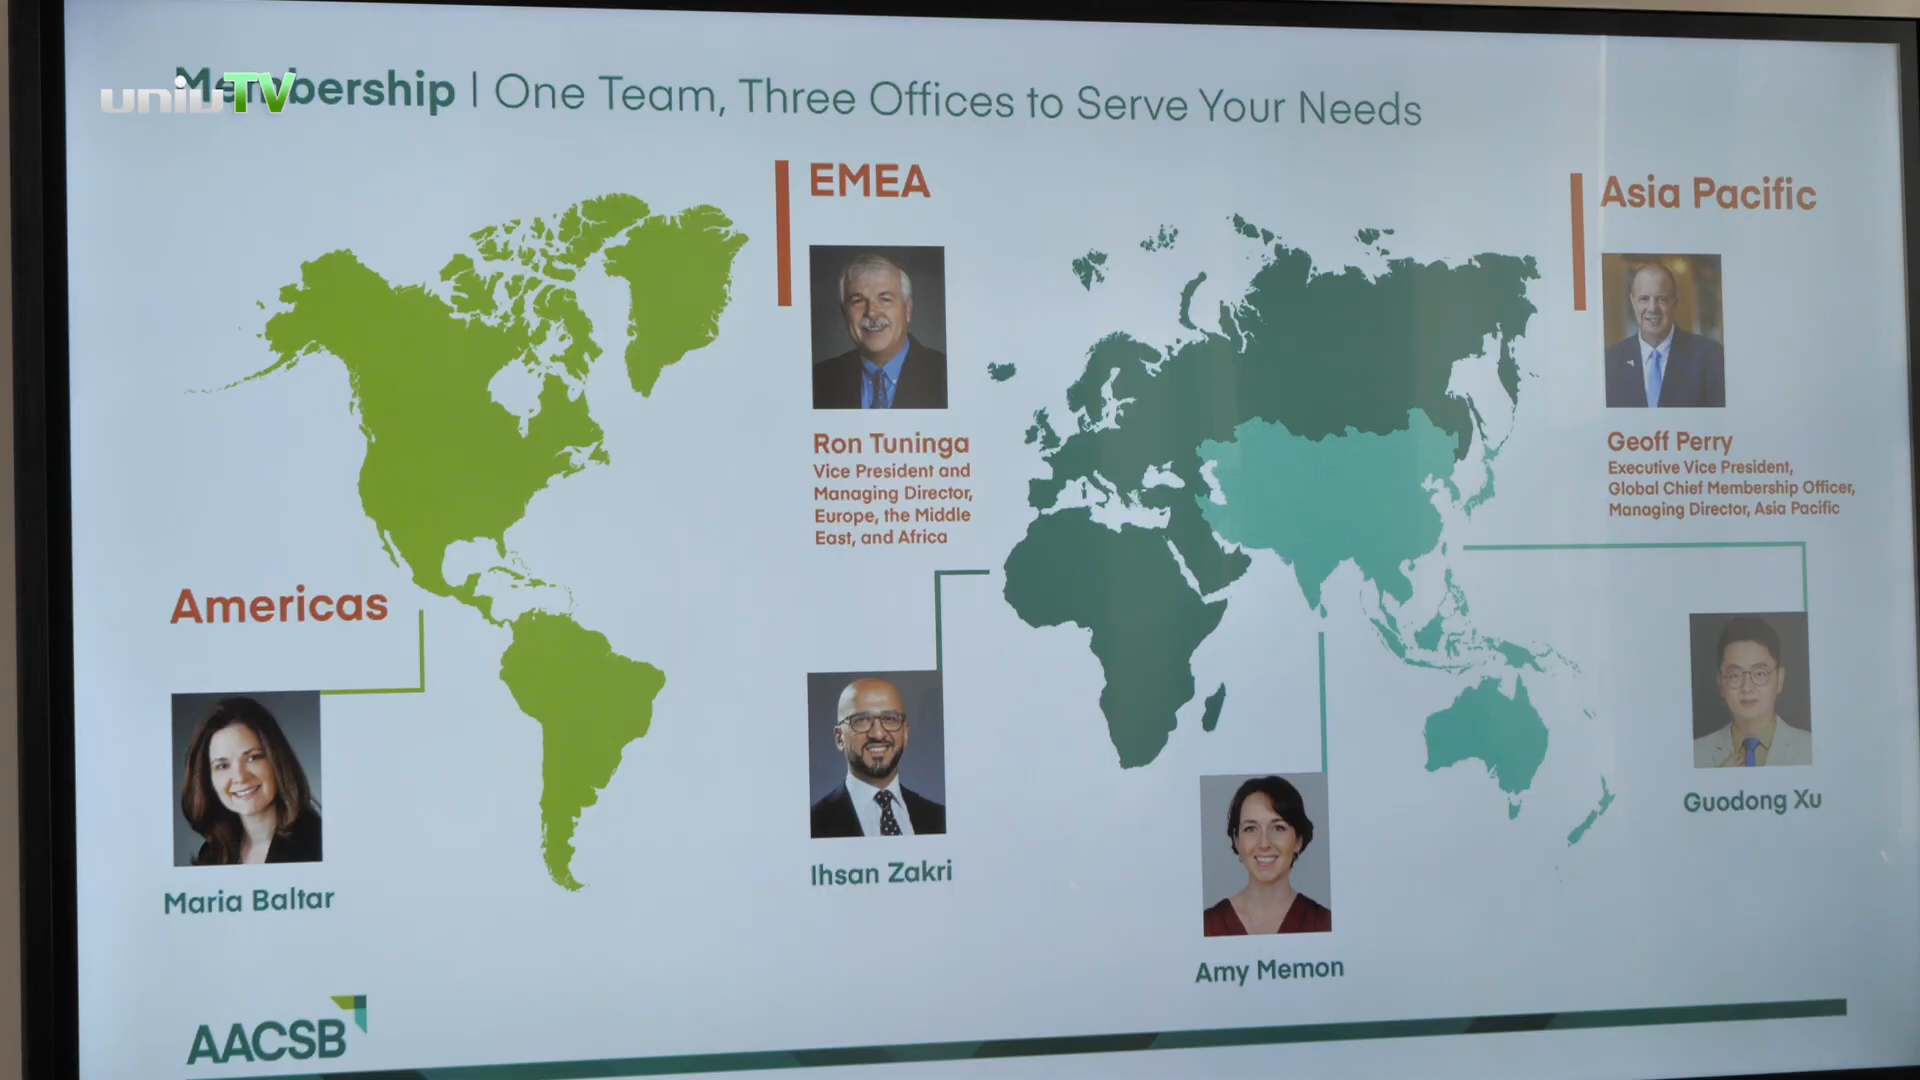 uniuTV
Membership | One Team, Three Offices to Serve Your Needs
EMEA
Asia Pacific
Ron Tuninga
Vice President and
Managing Director,
Europe, the Middle
East, and Africa
Geoff Perry
Executive Vice President,
Global Chief Membership Officer,
Managing Director, Asia Pacific
Americas
Maria Baltar
Ihsan Zakri
Amy Memon
Guodong Xu
AACSB